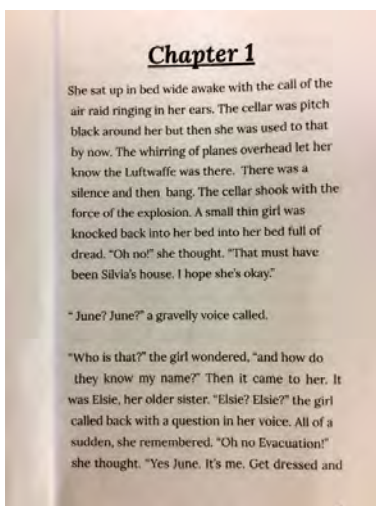 Chapter 1
She sat up in bed wide awake with the call of the
air raid ringing in her ears. The cellar was pitch
black around her but then she was used to that
by now. The whirring of planes overhead let her
know the Luftwaffe was there. There was a
silence and then bang. The cellar shook with the
force of the explosion. A small thin girl was
knocked back into her bed into her bed full of
dread. “Oh no!” she thought. “That must have
been Silvia’s house. I hope she’s okay.”
“ June? June?” a gravelly voice called.
“Who is that?” the girl wondered, “and how do
they know my name?” Then it came to her. It
was Elsie, her older sister. “Elsie? Elsie?” the girl
called back with a question in her voice. All of a
sudden, she remembered. “Oh no Evacuation!”
she thought. “Yes June. It’s me. Get dressed and